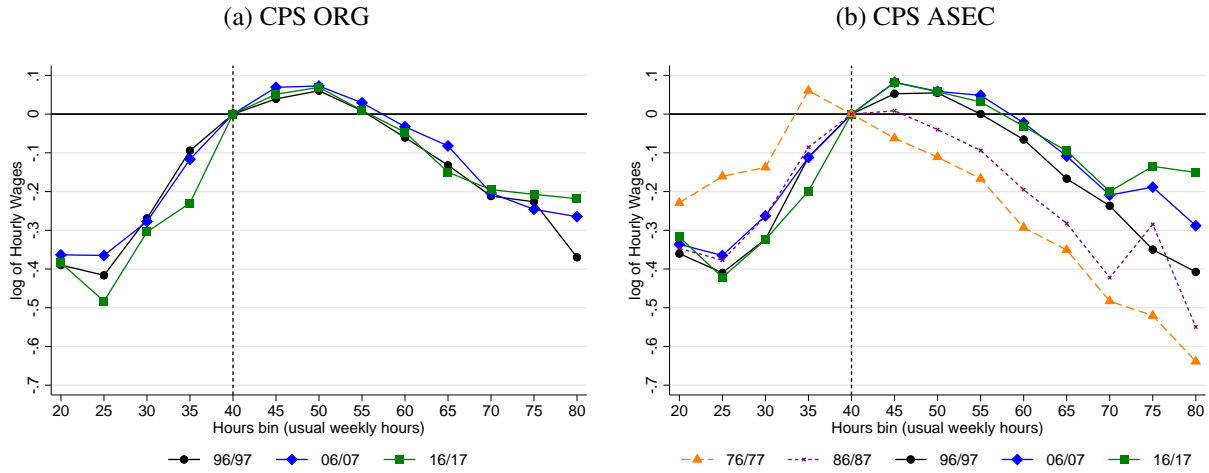 (a) CPS ORG
.1
0
-.1
-.2
-.3
-.4
-.5
-.6
-.7
log of Hourly Wages
20 25 30 35 40 45 50 55 60 65 70 75 80
Hours bin (usual weekly hours)
96/97 06/07 16/17
(b) CPS ASEC
.1
0
-.1
-.2
-.3
-.4
-.5
-.6
-.7
log of Hourly Wages
20 25 30 35 40 45 50 55 60 65 70 75 80
Hours bin (usual weekly hours)
76/77 86/87 96/97 06/07 16/17